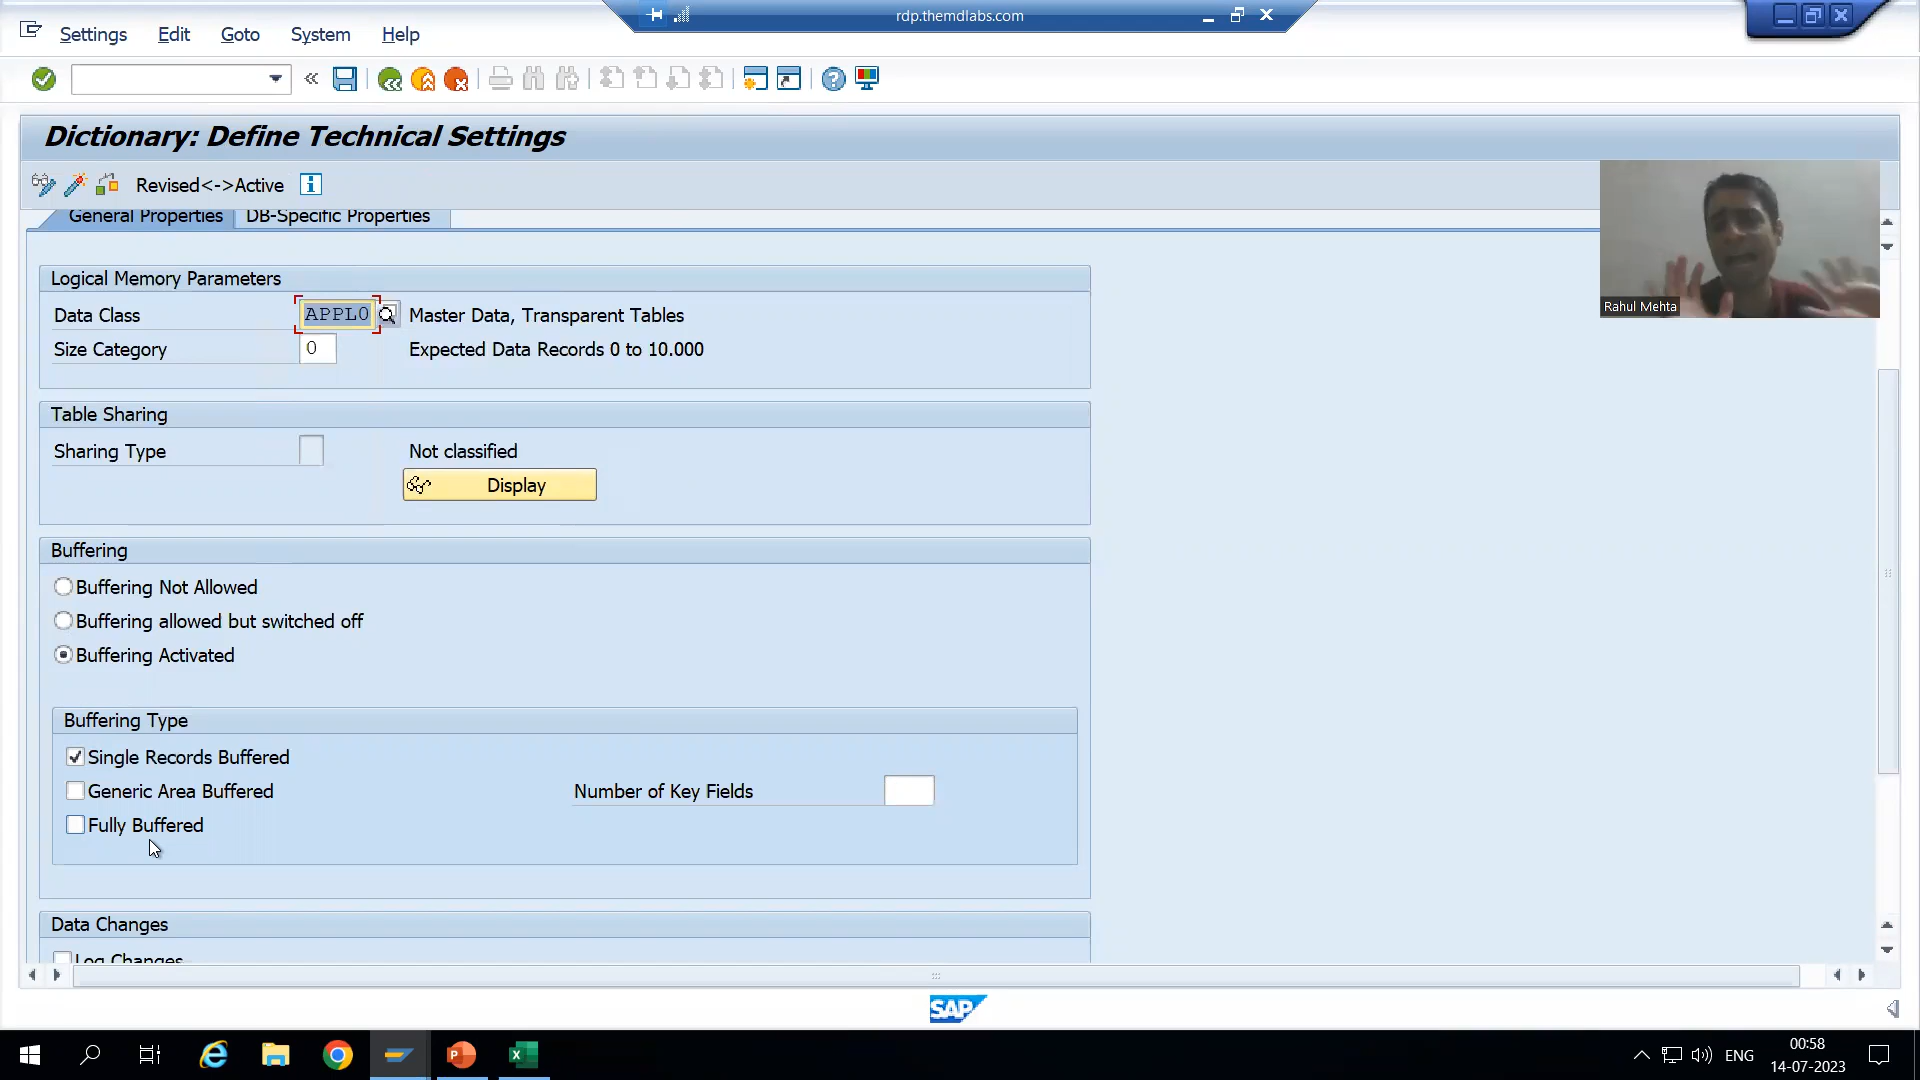 rdp.themdlabs.com
Settings Edit Goto System Help
Dictionary: Define Technical Settings
Revised<->Active
General Properties DB-Specific Properties
Logical Memory Parameters
Data Class APPL0 Master Data, Transparent Tables
Size Category 0 Expected Data Records 0 to 10.000
Table Sharing
Sharing Type Not classified
Display
Buffering
Buffering Not Allowed
Buffering allowed but switched off
Buffering Activated
Buffering Type
Single Records Buffered
Generic Area Buffered Number of Key Fields
Fully Buffered
Data Changes
Log Changes
Rahul Mehta
SAP
ENG
00:58
14-07-2023